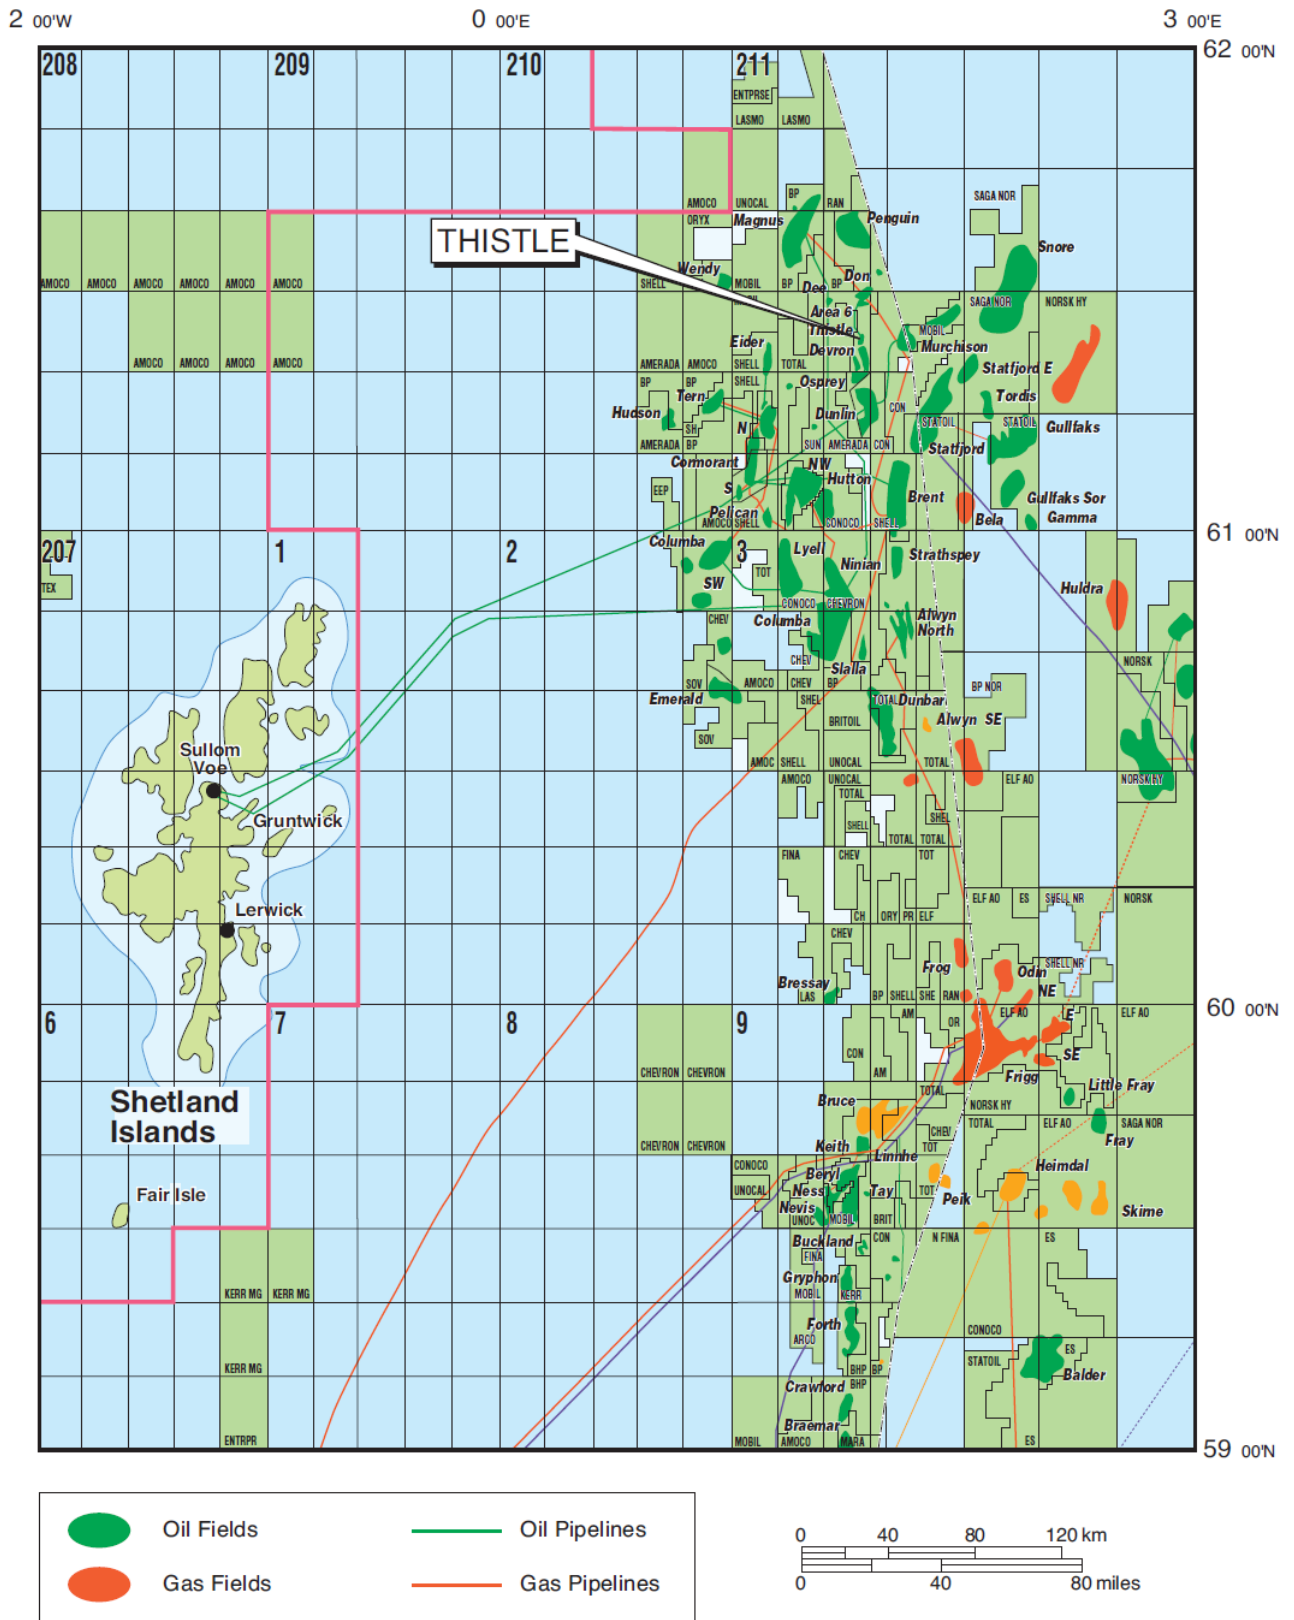 2 00'W
0 00'E
3 00'E
62 00'N
208
209
210
211
ENTPRSE
LASMO LASMO
AMOCO UNOCAL BP RAN
SAGA NOR
ORYX Magnus Penguin
THISTLE
Snore
Wendy
Don
AMOCO AMOCO AMOCO AMOCO AMOCO AMOCO
SHELL MOBIL BP Dee BP
SAGA NOR NORSK HY
Area 6
Thistle
MOBIL
Eider Devron Murchison
AMOCO AMOCO AMOCO AMOCO
AMERADA AMOCO SHELL TOTAL
Statfjord E
BP BP SHELL Osprey
Tern Tordis
Hudson Dunlin CON
SH N STATOIL STATOIL Gullfaks
AMERADA BP SUN AMERADA CON
Statfjord
Cormorant NW
Hutton
EEP S Brent Gullfaks Sor
Pelican Bela Gamma
AMOCO SHELL CONOCO SHELL
61 00'N
207
1
2
3
Columba Lyell Strathspey
Ninian
TEX
TOT
SW Huldra
CONOCO CHEVRON
CHEV Columba Alwyn
North
CHEV NORSK
Slalla
SOV AMOCO CHEV BP BP NOR
Emerald SHEL TOTAL Dunbar
BRITOIL Alwyn SE
SOV
Sullom
Voe
AMOC SHELL UNOCAL TOTAL
AMOCO UNOCAL ELF AO NORSK HY
TOTAL
Gruntwick
SHELL SHEL
TOTAL TOTAL
FINA CHEV TOT
ELF AO ES SHELL NR NORSK
Lerwick
CH ORY PR ELF
CHEV
Frog SHELL NR
Odin
Bressay NE
LAS BP SHELL SHE RAN
60 00'N
6
7
8
9
AM ELF AO E ELF AO
OR
CON SE
CHEVRON CHEVRON AM
Frigg
Little Fray
TOTAL
Shetland
Islands
Bruce NORSK HY
TOTAL ELF AO SAGA NOR
CHEV
Fray
CHEVRON CHEVRON Keith TOT
Linnhe
CONOCO Heimdal
Beryl
UNOCAL Ness Tay TOT Peik
Fair Isle
Nevis Skime
UNOC MOBIL BRIT
Buckland CON N FINA ES
FINA
Gryphon
KERR MG KERR MG MOBIL KERR
Forth
CONOCO
ARCO
ES
STATOIL
KERR MG BHP BP Balder
Crawford BHP
Braemar
ENTRPR MOBIL AMOCO MARA ES
59 00'N
Oil Fields
Oil Pipelines
Gas Fields
Gas Pipelines
0 40 80 120 km
0 40 80 miles